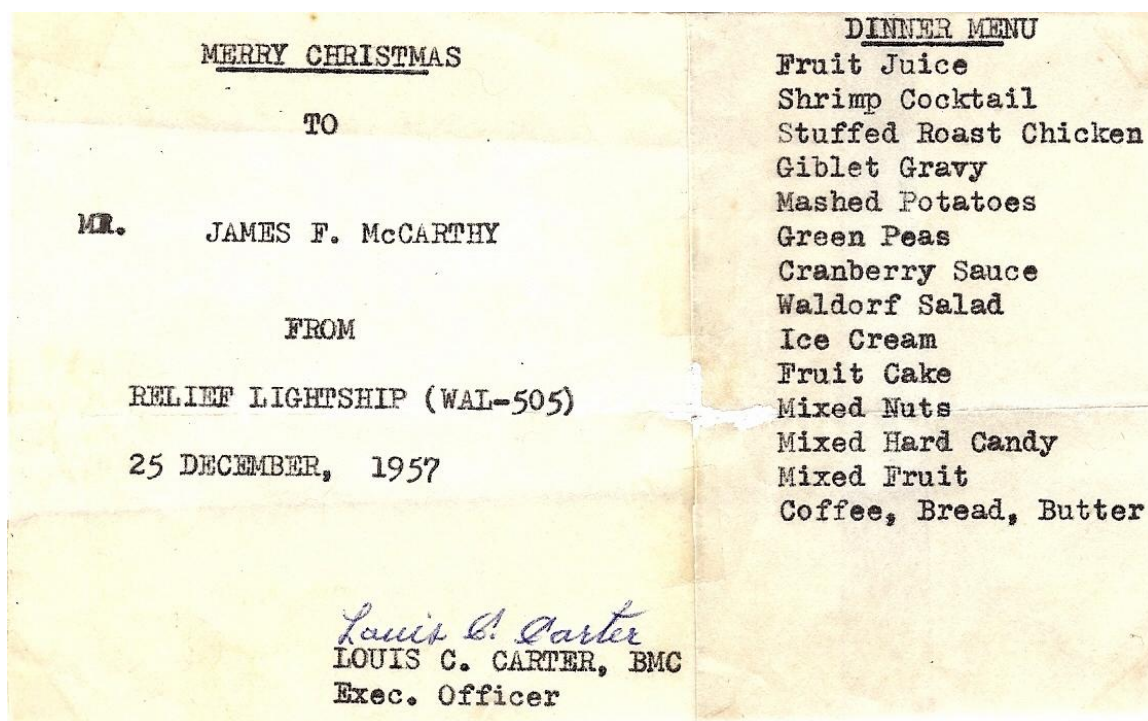 MERRY CHRISTMAS
TO
MR. JAMES F. McCARTHY
FROM
RELIEF LIGHTSHIP (WAL-505)
25 DECEMBER, 1957
Louis C. Carter
LOUIS C. CARTER, BMC
Exec. Officer
DINNER MENU
Fruit Juice
Shrimp Cocktail
Stuffed Roast Chicken
Giblet Gravy
Mashed Potatoes
Green Peas
Cranberry Sauce
Waldorf Salad
Ice Cream
Fruit Cake
Mixed Nuts
Mixed Hard Candy
Mixed Fruit
Coffee, Bread, Butter